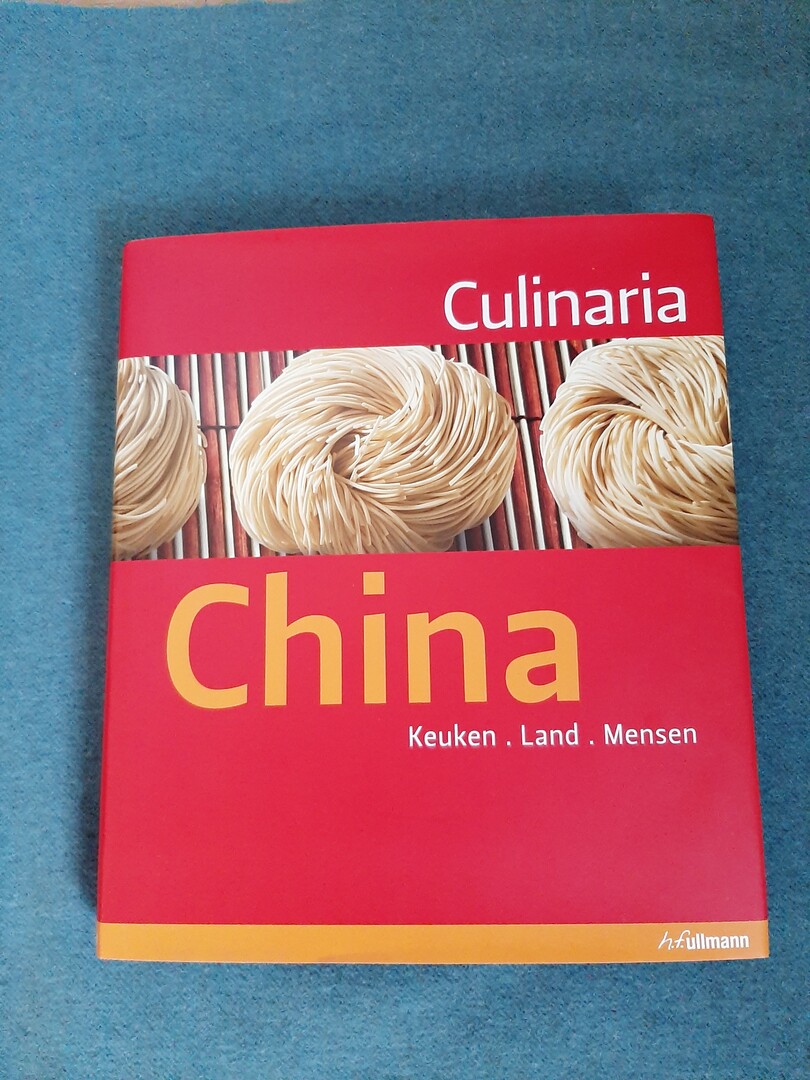 Culinaria
China
Keuken . Land . Mensen
h.f.ullmann